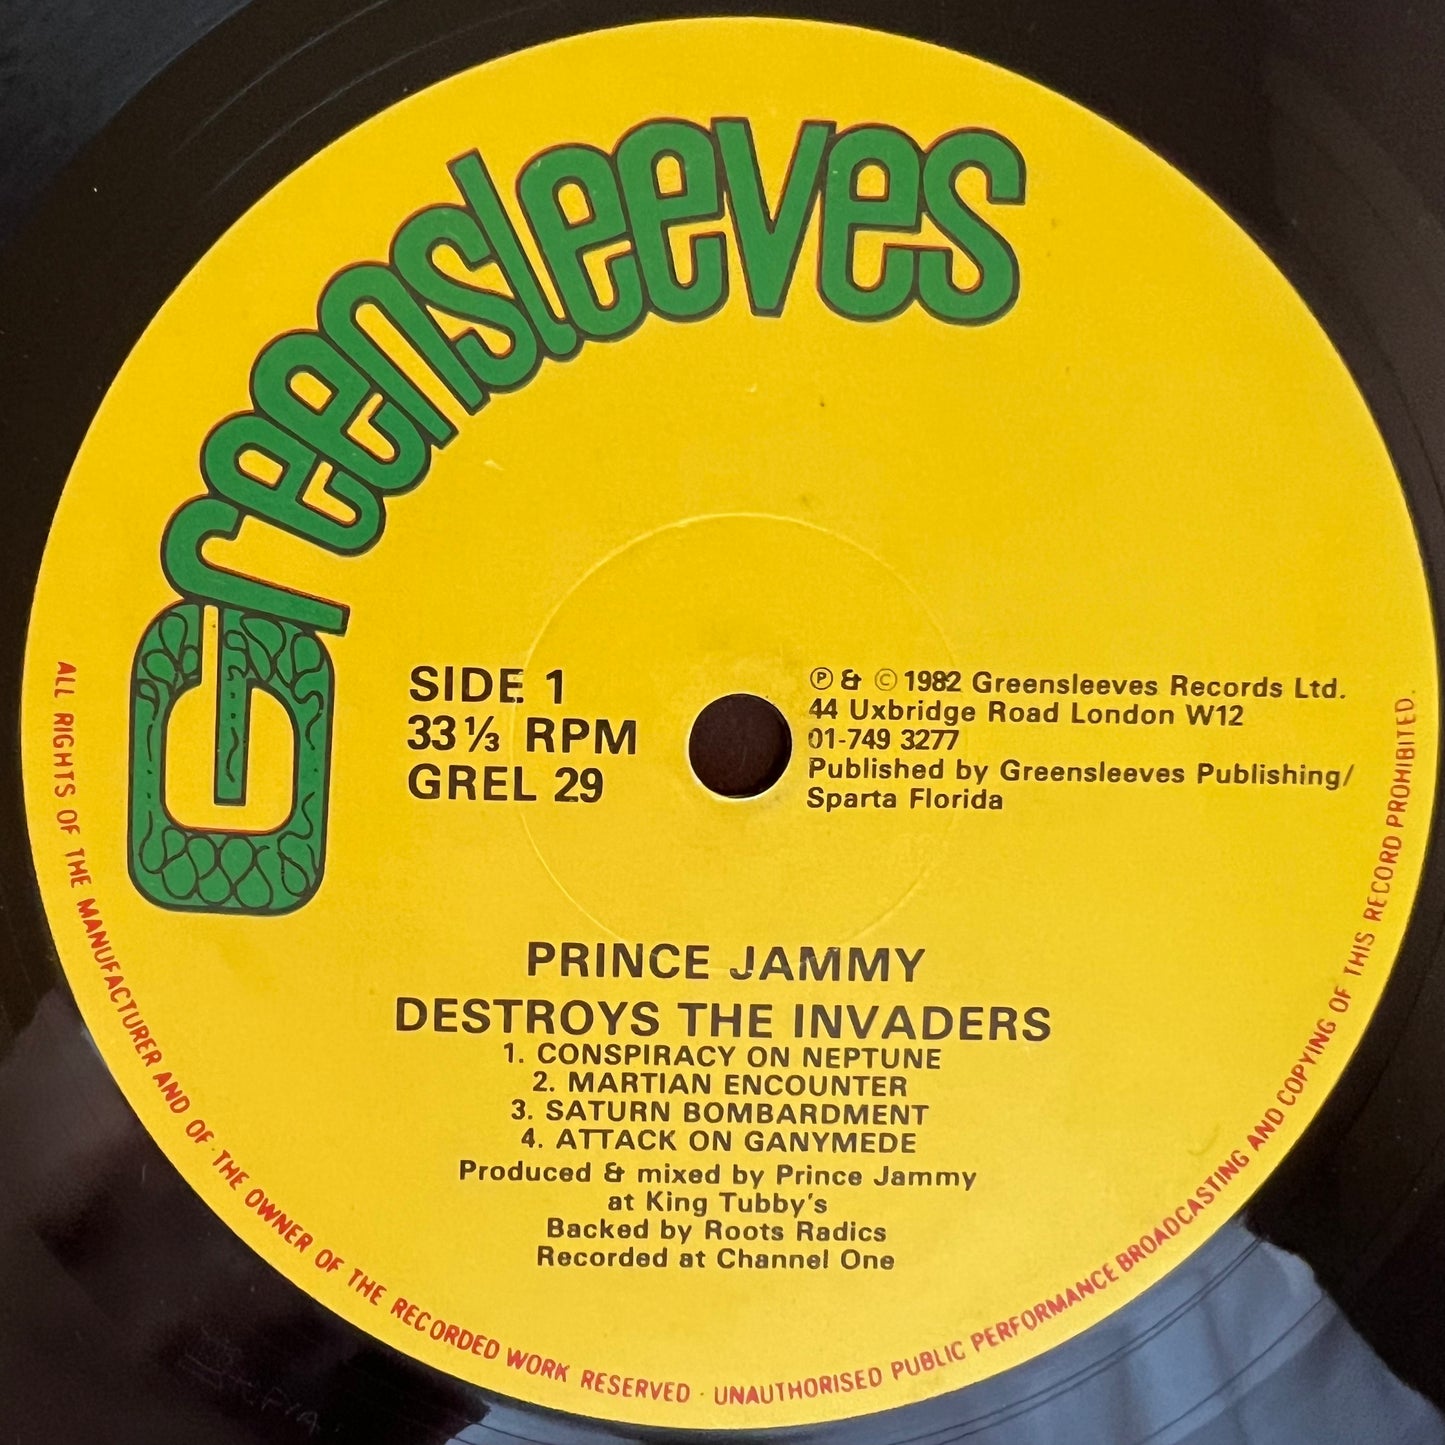 Greensleeves
SIDE 1
33 1/3 RPM
GREL 29
Ⓟ & Ⓒ 1982 Greensleeves Records Ltd.
44 Uxbridge Road London W12
01-749 3277
Published by Greensleeves Publishing/
Sparta Florida
PRINCE JAMMY
DESTROYS THE INVADERS
1. CONSPIRACY ON NEPTUNE
2. MARTIAN ENCOUNTER
3. SATURN BOMBARDMENT
4. ATTACK ON GANYMEDE
Produced & mixed by Prince Jammy
at King Tubby's
Backed by Roots Radics
Recorded at Channel One
ALL RIGHTS OF THE MANUFACTURER AND OF · THE OWNER OF THE RECORDED WORK RESERVED · UNAUTHORISED PUBLIC PERFORMANCE BROADCASTING AND COPYING OF THIS RECORD PROHIBITED.